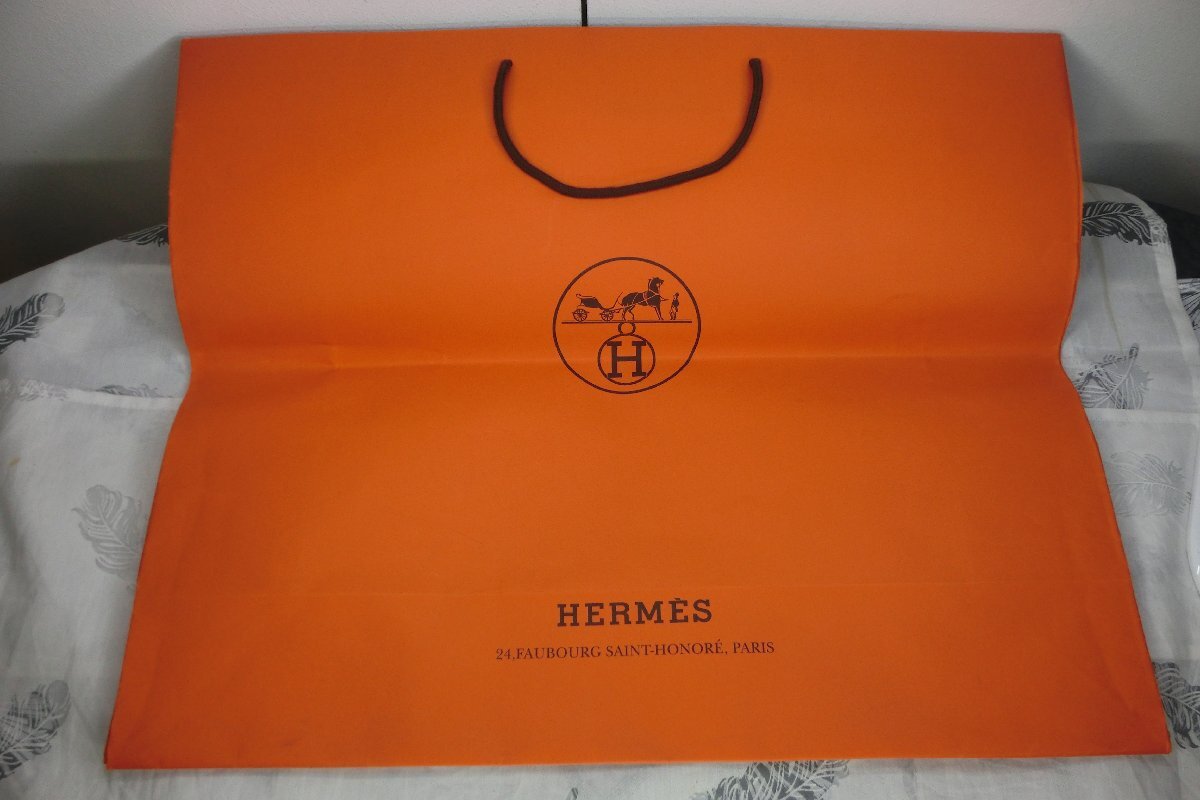 H
HERMÈS
24,FAUBOURG SAINT-HONORÉ, PARIS